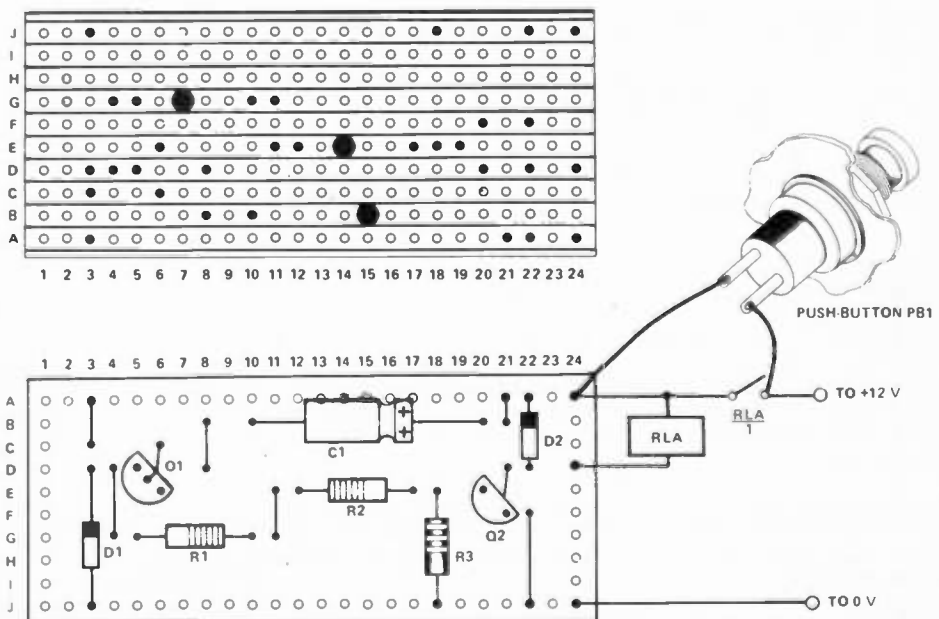 J
I
H
G
F
E
D
C
B
A
1 2 3 4 5 6 7 8 9 10 11 12 13 14 15 16 17 18 19 20 21 22 23 24
PUSH-BUTTON PB1
1 2 3 4 5 6 7 8 9 10 11 12 13 14 15 16 17 18 19 20 21 22 23 24
A
B
C
D
E
F
G
H
I
J
TO +12 V
RLA
1
RLA
D2
C1
+
+
Q1
R2
Q2
D1
R1
R3
TO 0 V